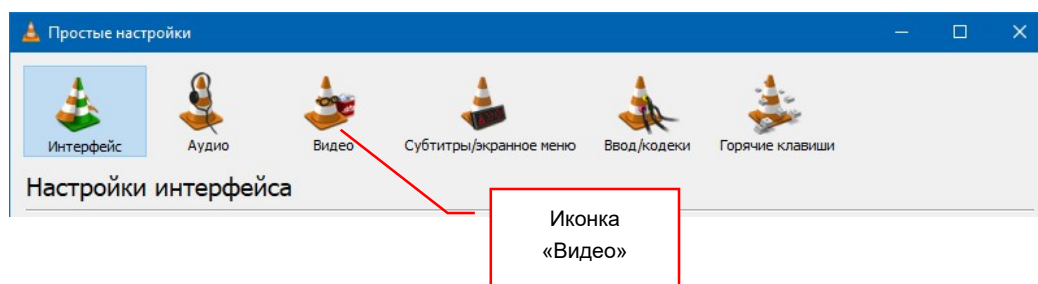 Простые настройки
Интерфейс Аудио Видео Субтитры/экранное меню Ввод/кодеки Горячие клавиши
Настройки интерфейса
Иконка
«Видео»